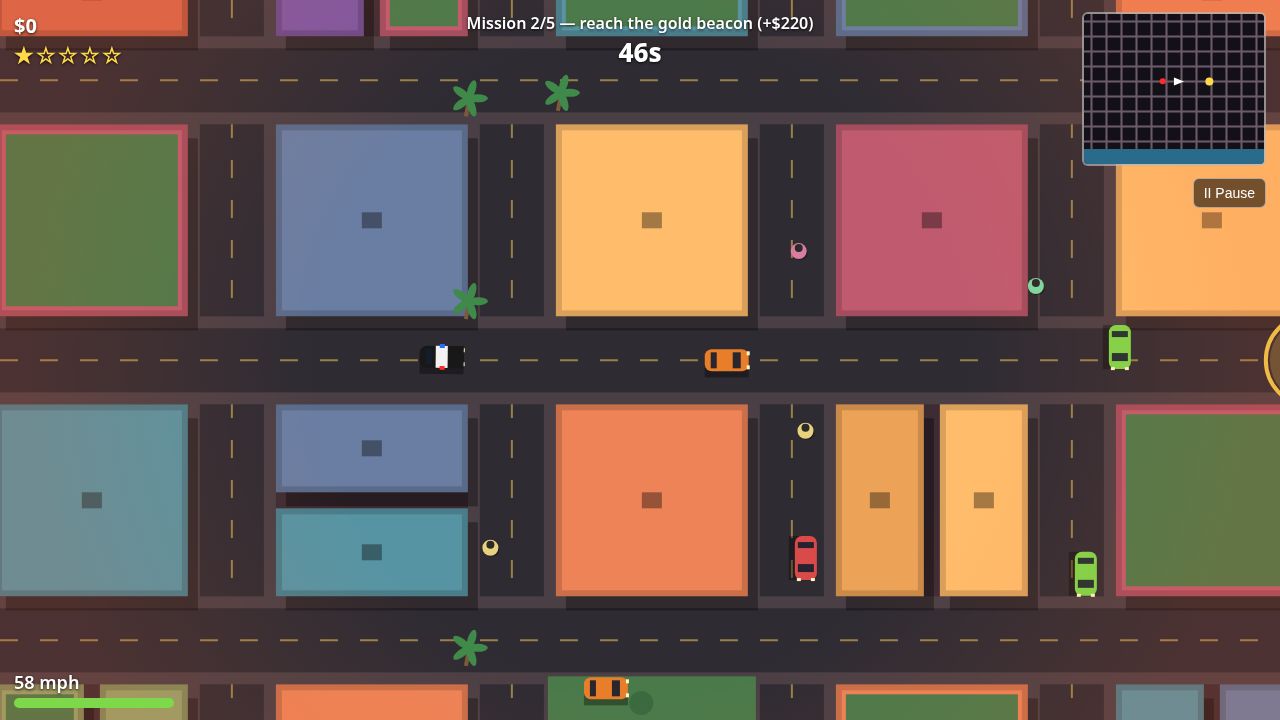 $0
Mission 2/5 — reach the gold beacon (+$220)
46s
II Pause
58 mph